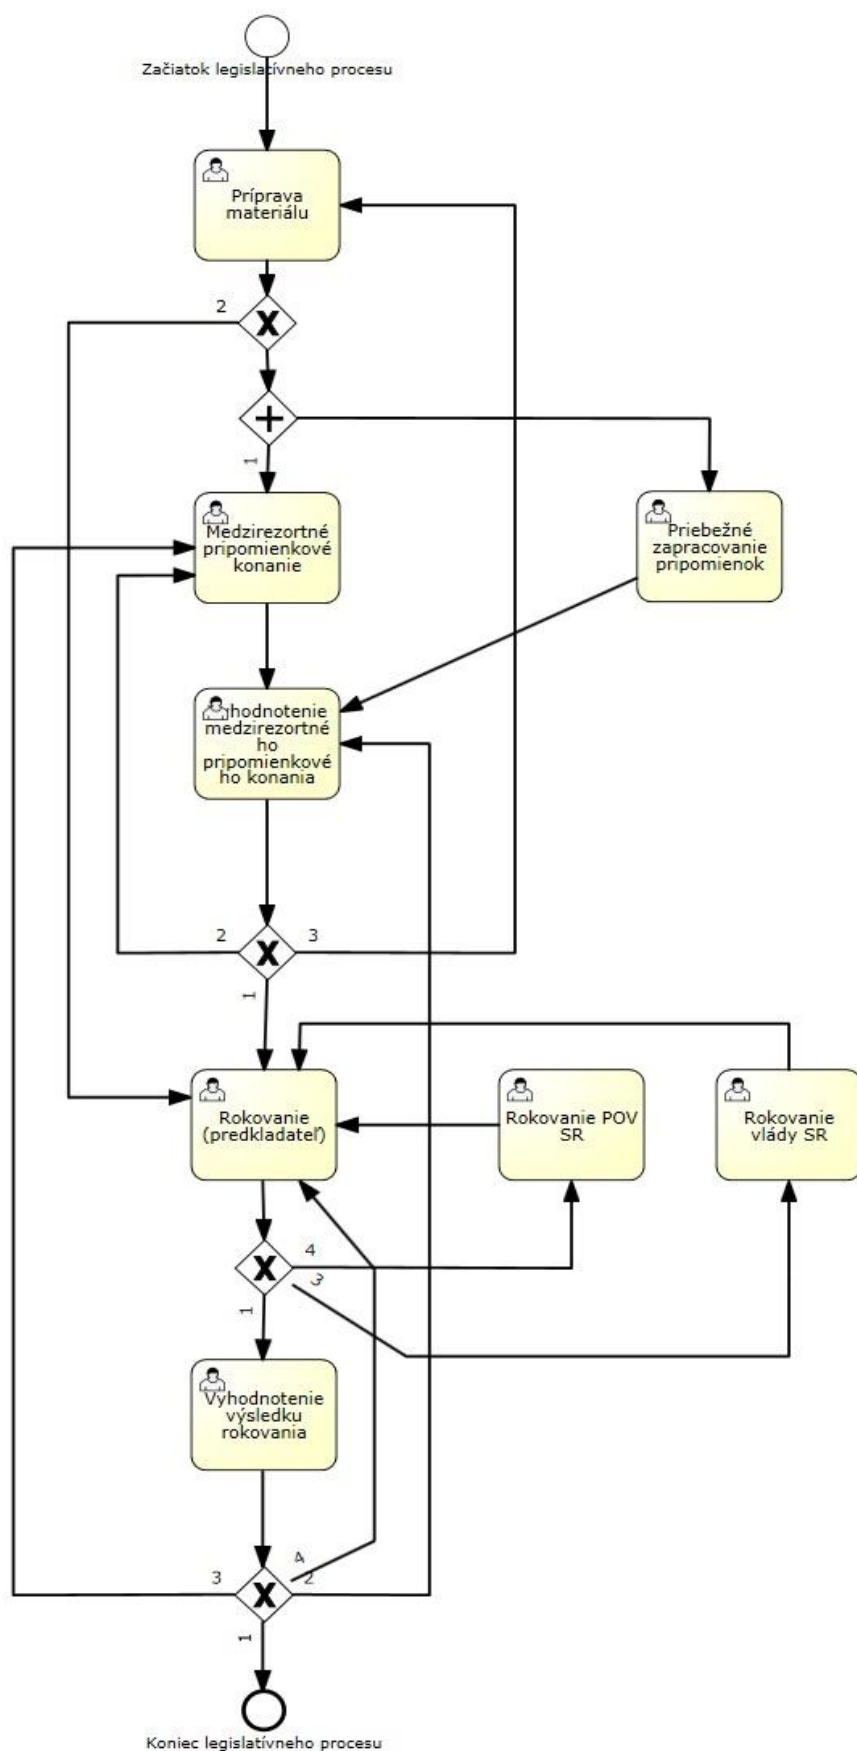 Začiatok legislatívneho procesu
Príprava
materiálu
2
1
Medzirezortné
pripomienkové
konanie
Priebežné
zapracovanie
pripomienok
hodnotenie
medzirezortné
ho
pripomienkové
ho konania
2
3
1
Rokovanie
(predkladateľ)
Rokovanie POV
SR
Rokovanie
vlády SR
4
3
1
Vyhodnotenie
výsledku
rokovania
4
3
2
1
Koniec legislatívneho procesu